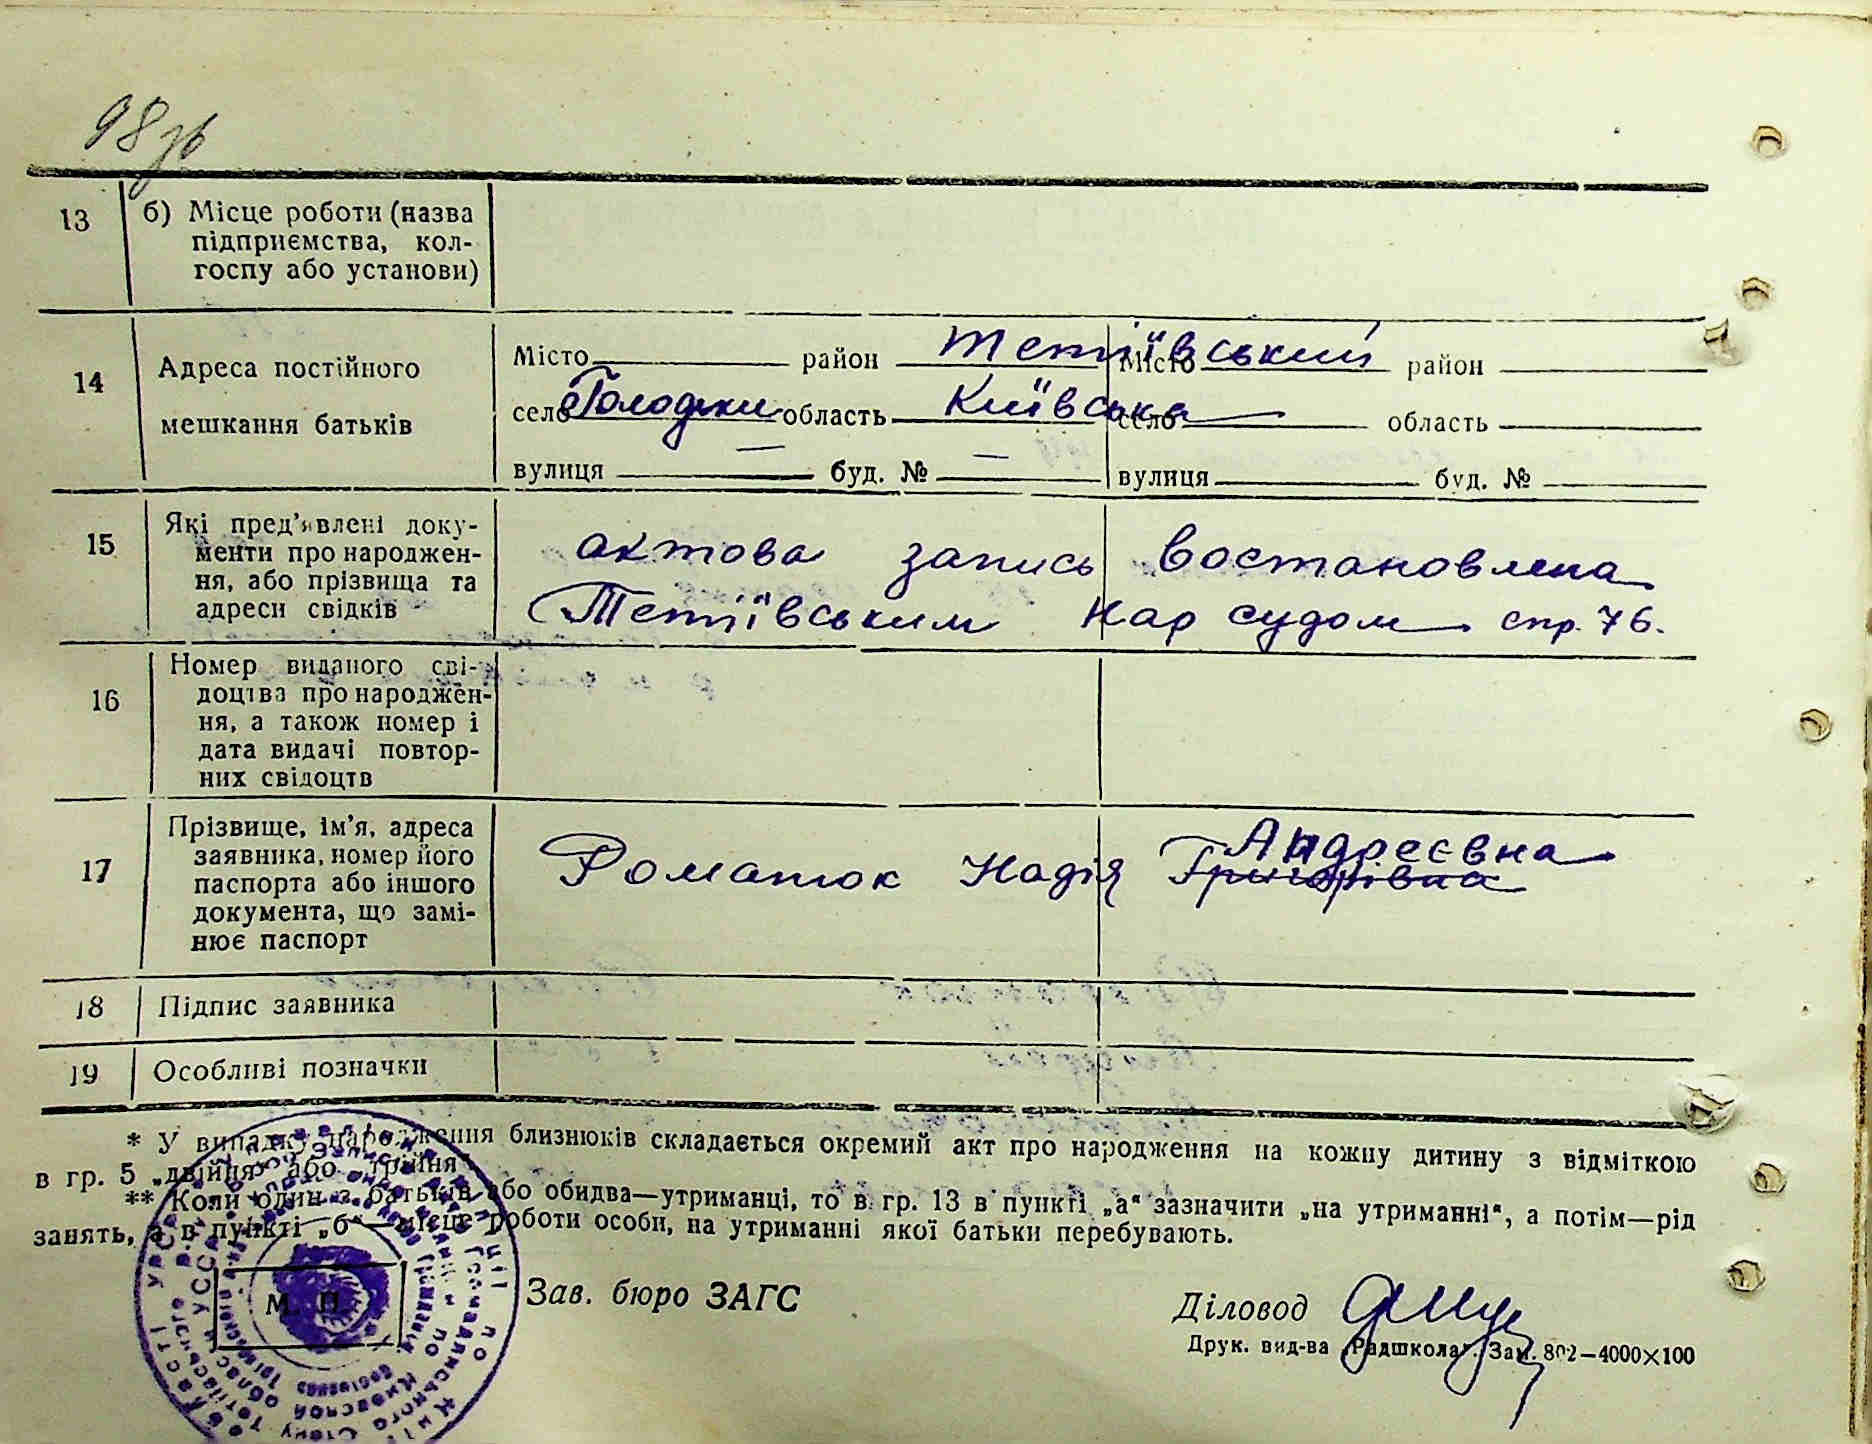 98зв
13
б) Місце роботи (назва
підприємства, кол-
госпу або установи)
14
Адреса постійного
мешкання батьків
Місто район Тетіївський Місто район
село Голодьки область Київська село область
вулиця — буд. № — вулиця буд. №
15
Які пред’явлені доку-
менти про народжен-
ня, або прізвища та
адреси свідків
актова запись востановлена
Тетіївським Нар судом спр. 76.
16
Номер виданого сві-
доцтва про народжен-
ня, а також номер і
дата видачі повтор-
них свідоцтв
17
Прізвище, ім’я, адреса
заявника, номер його
паспорта або іншого
документа, що замі-
нює паспорт
Андреєвна
Романюк Надія Григорівна
18
Підпис заявника
19
Особливі позначки
* У випадку народження близнюків складається окремий акт про народження на кожну дитину з відміткою
в гр. 5 „двійня“ або „трійня“
** Коли один з батьків або обидва—утриманці, то в гр. 13 в пункті „а“ зазначити „на утриманні“, а потім—рід
занять, а в пункті „б“—місце роботи особи, на утриманні якої батьки перебувають.
М. П.
Зав. бюро ЗАГС
Діловод
Друк. вид-ва „Радшкола“. Зам. 802—4000×100